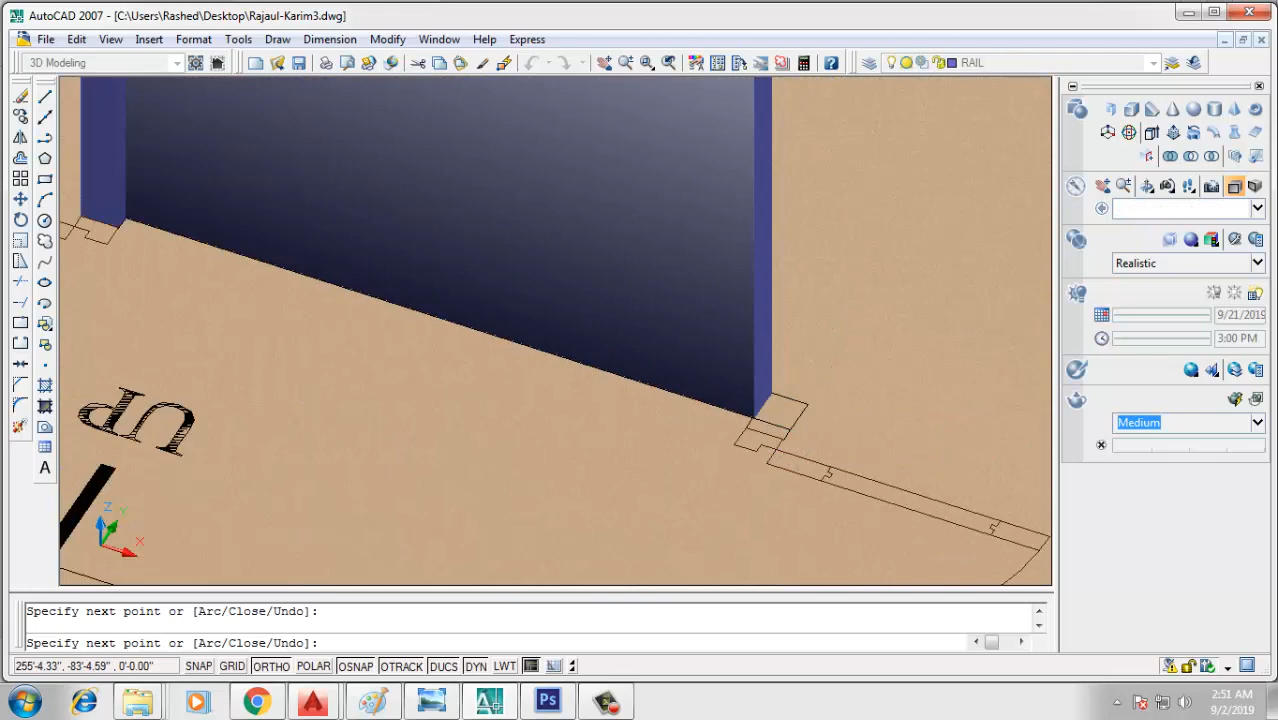 AutoCAD 2007 - [C:\Users\Rashed\Desktop\Rajaul-Karim3.dwg]
File Edit View Insert Format Tools Draw Dimension Modify Window Help Express
3D Modeling
RAIL
Realistic
9/21/2019
3:00 PM
Medium
UP
Z
Y
X
A
Specify next point or [Arc/Close/Undo]:
Specify next point or [Arc/Close/Undo]:
255'-4.33", -83'-4.59", 0'-0.00" SNAP GRID ORTHO POLAR OSNAP OTRACK DUCS DYN LWT
Ps
2:51 AM
9/2/2019